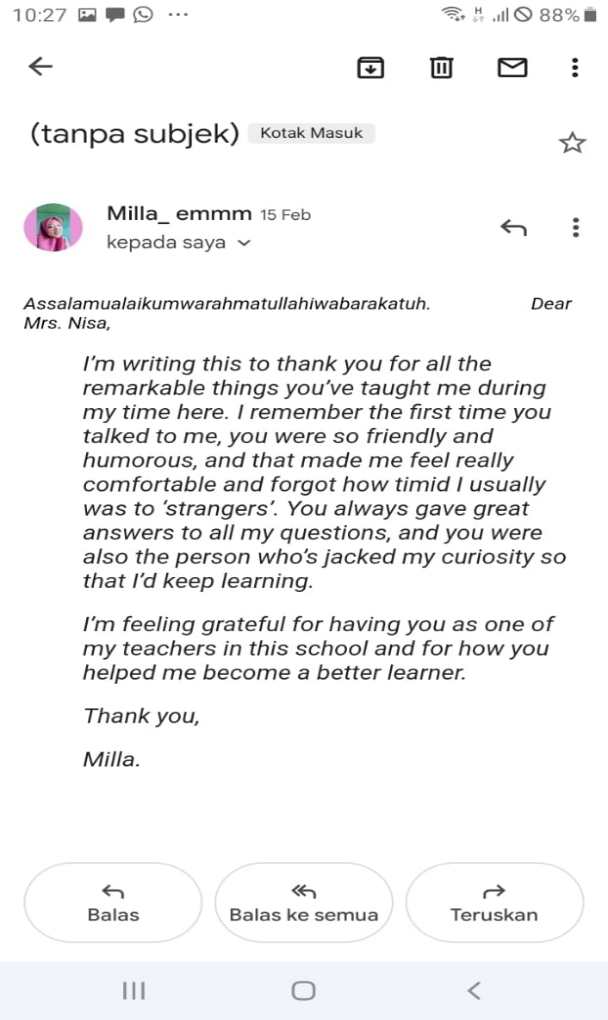 10:27 88%
(tanpa subjek) Kotak Masuk
Milla_ emmm 15 Feb
kepada saya
Assalamualaikumwarahmatullahiwabarakatuh. Dear
Mrs. Nisa,
I’m writing this to thank you for all the
remarkable things you’ve taught me during
my time here. I remember the first time you
talked to me, you were so friendly and
humorous, and that made me feel really
comfortable and forgot how timid I usually
was to ‘strangers’. You always gave great
answers to all my questions, and you were
also the person who’s jacked my curiosity so
that I’d keep learning.
I’m feeling grateful for having you as one of
my teachers in this school and for how you
helped me become a better learner.
Thank you,
Milla.
Balas Balas ke semua Teruskan